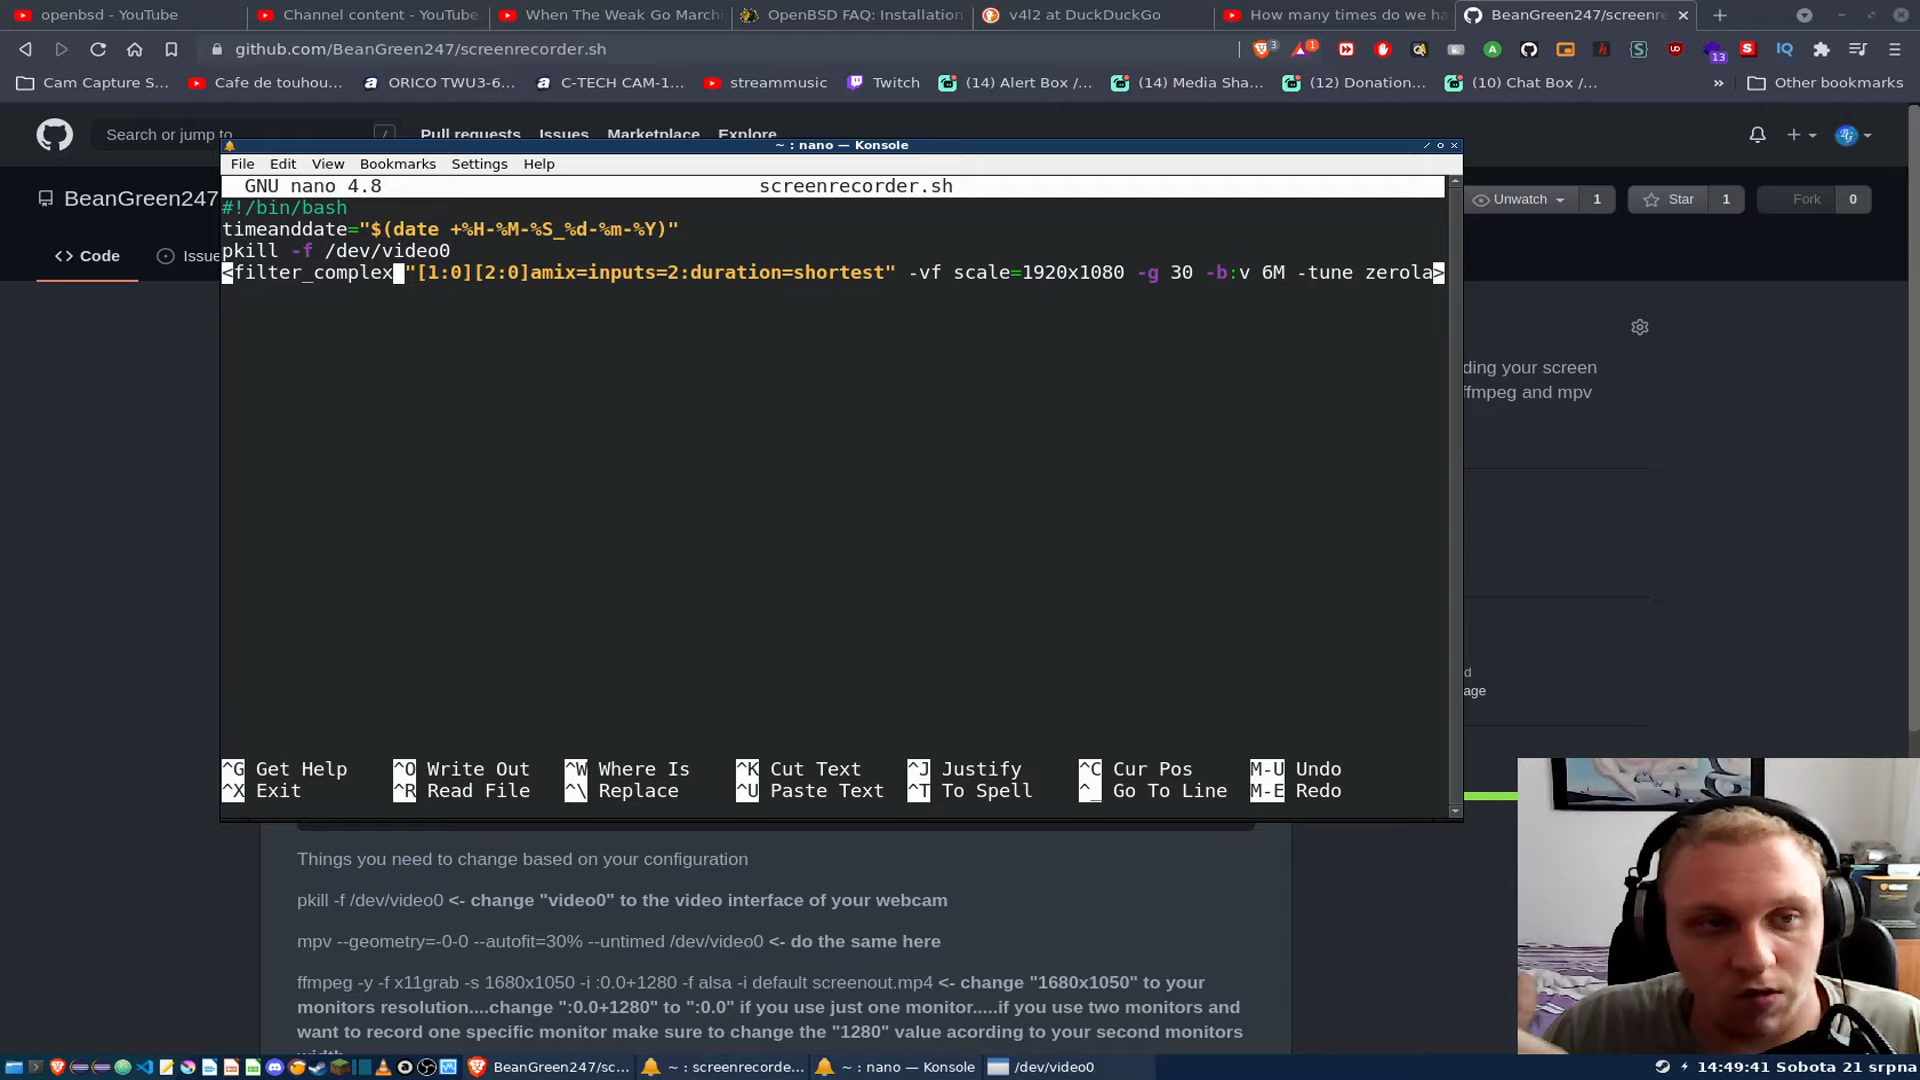 openbsd - YouTube
Channel content - YouTube
When The Weak Go Marchi
OpenBSD FAQ: Installation
v4l2 at DuckDuckGo
How many times do we ha
BeanGreen247/screenre
github.com/BeanGreen247/screenrecorder.sh
3
1
13
Cam Capture S...
Cafe de touhou...
ORICO TWU3-6...
C-TECH CAM-1...
streammusic
Twitch
(14) Alert Box /...
(14) Media Sha...
(12) Donation...
(10) Chat Box /...
»
Other bookmarks
Search or jump to
/
Pull requests
Issues
Marketplace
Explore
BeanGreen247
Unwatch
1
Star
1
Fork
0
<> Code
Issu
~ : nano — Konsole
File Edit View Bookmarks Settings Help
GNU nano 4.8 screenrecorder.sh
#!/bin/bash
timeanddate="$(date +%H-%M-%S_%d-%m-%Y)"
pkill -f /dev/video0
<filter_complex "[1:0][2:0]amix=inputs=2:duration=shortest" -vf scale=1920x1080 -g 30 -b:v 6M -tune zerola>
^G Get Help ^O Write Out ^W Where Is ^K Cut Text ^J Justify ^C Cur Pos M-U Undo
^X Exit ^R Read File ^\ Replace ^U Paste Text ^T To Spell ^_ Go To Line M-E Redo
ding your screen
ffmpeg and mpv
d
age
Things you need to change based on your configuration
pkill -f /dev/video0 <- change "video0" to the video interface of your webcam
mpv --geometry=-0-0 --autofit=30% --untimed /dev/video0 <- do the same here
ffmpeg -y -f x11grab -s 1680x1050 -i :0.0+1280 -f alsa -i default screenout.mp4 <- change "1680x1050" to your
monitors resolution....change ":0.0+1280" to ":0.0" if you use just one monitor.....if you use two monitors and
want to record one specific monitor make sure to change the "1280" value acording to your second monitors
width
BeanGreen247/sc...
~ : screenrecorde...
~ : nano — Konsole
/dev/video0
14:49:41 Sobota 21 srpna